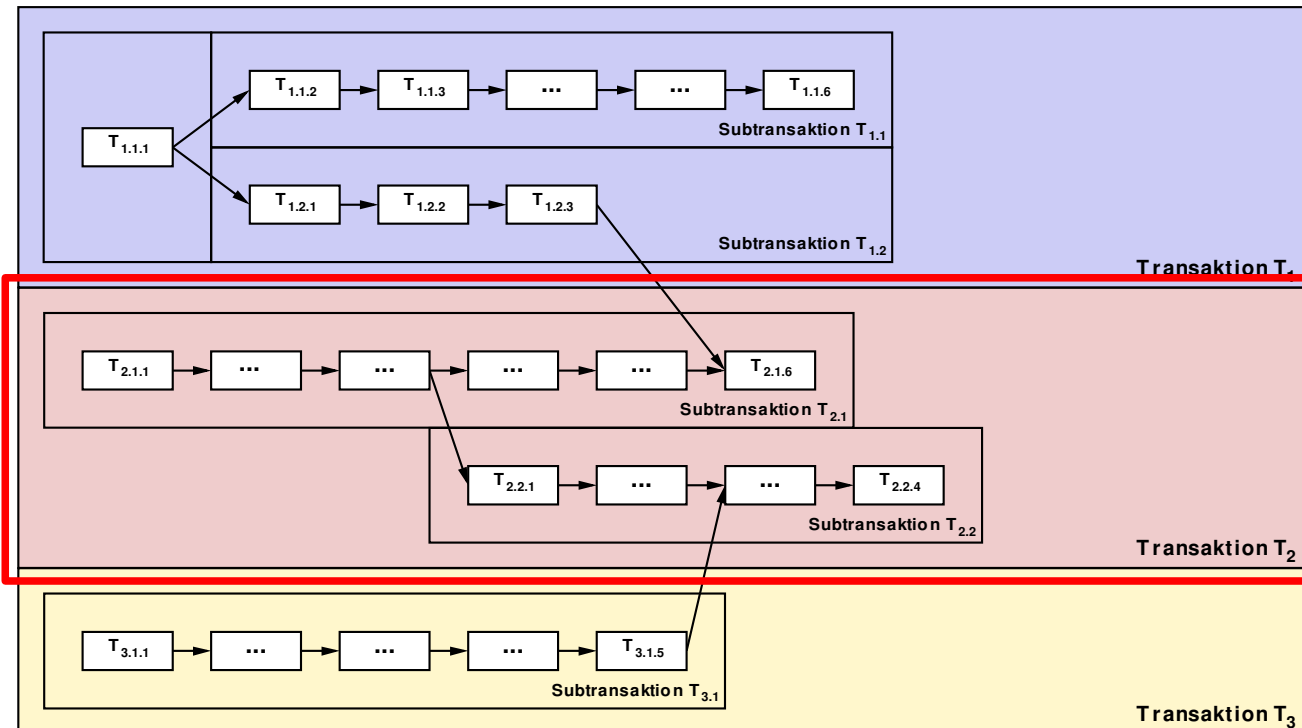 T1.1.2 T1.1.3 ... ... T1.1.6
Subtransaktion T1.1
T1.1.1
T1.2.1 T1.2.2 T1.2.3
Subtransaktion T1.2
Transaktion T1
T2.1.1 ... ... ... ... T2.1.6
Subtransaktion T2.1
T2.2.1 ... ... T2.2.4
Subtransaktion T2.2
Transaktion T2
T3.1.1 ... ... ... T3.1.5
Subtransaktion T3.1
Transaktion T3